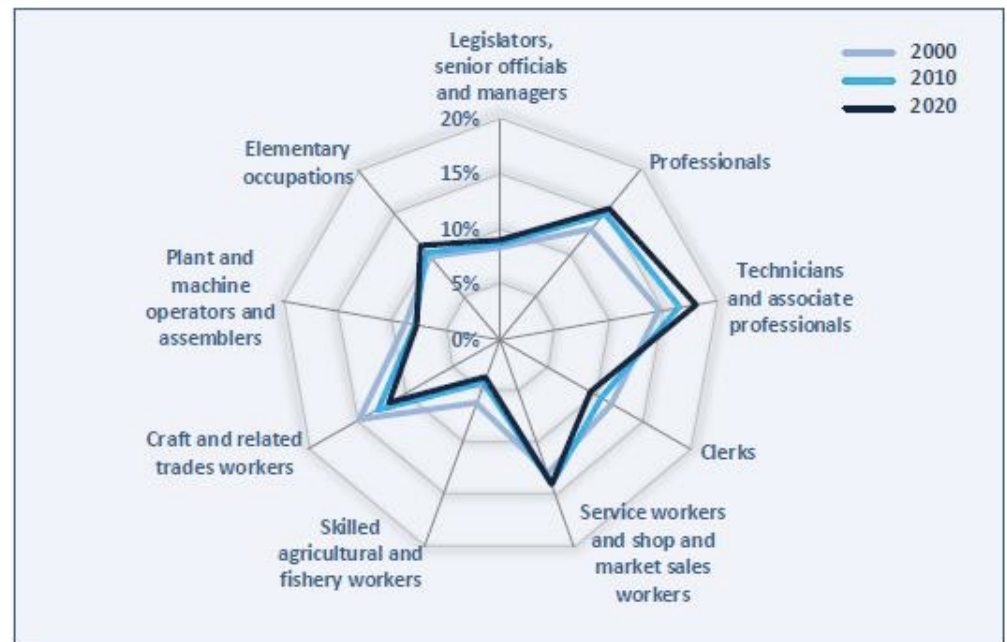 Legislators,
senior officials
and managers
2000
2010
2020
20%
15%
10%
5%
0%
Elementary
occupations
Professionals
Plant and
machine
operators and
assemblers
Technicians
and associate
professionals
Craft and related
trades workers
Clerks
Skilled
agricultural and
fishery workers
Service workers
and shop and
market sales
workers